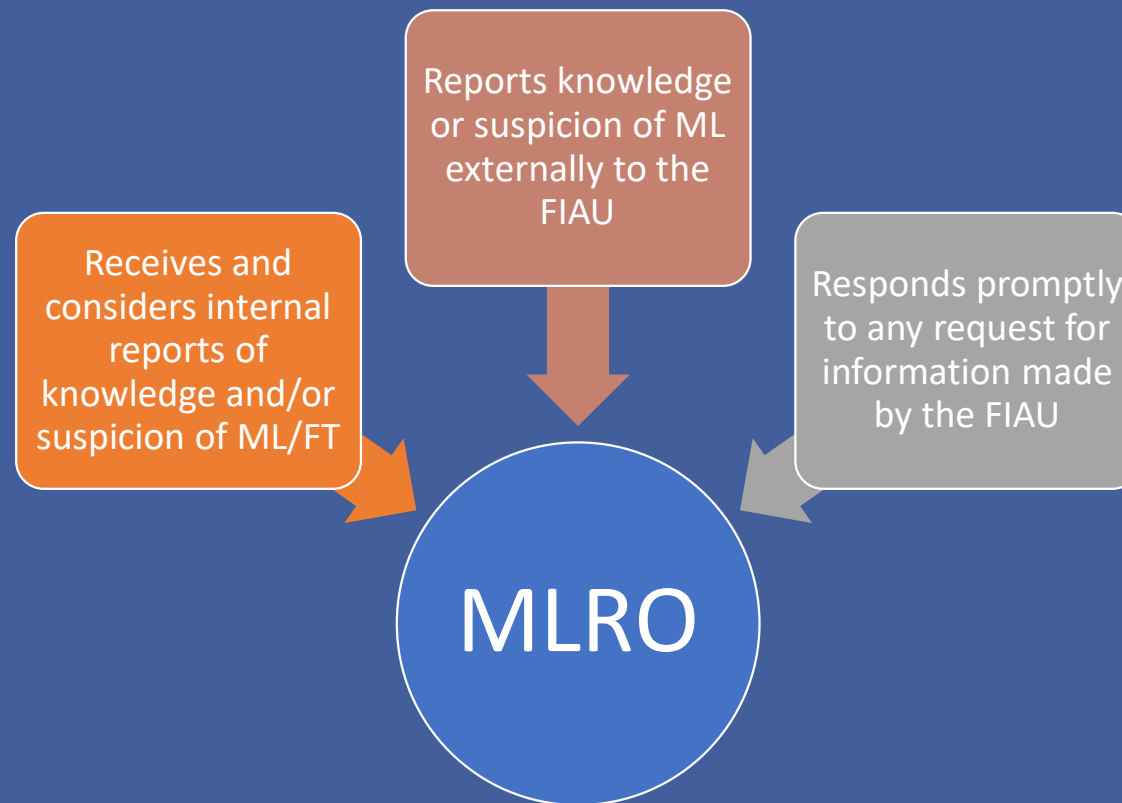 Reports knowledge
or suspicion of ML
externally to the
FIAU
Receives and
considers internal
reports of
knowledge and/or
suspicion of ML/FT
Responds promptly
to any request for
information made
by the FIAU
MLRO